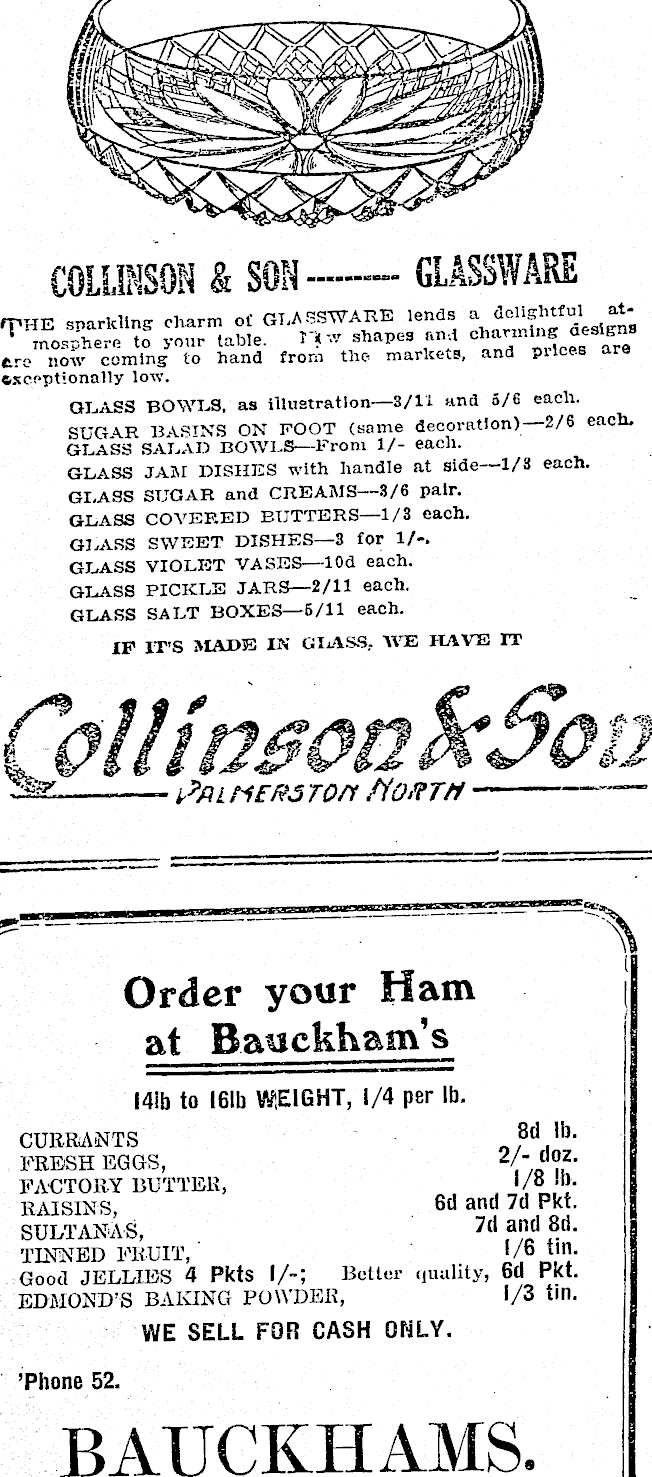 COLLINSON & SON ---------- GLASSWARE
THE sparkling charm of GLASSWARE lends a delightful at-
mosphere to your table. New shapes and charming designs
are now coming to hand from the markets, and prices are
exceptionally low.
GLASS BOWLS, as illustration—3/11 and 5/6 each.
SUGAR BASINS ON FOOT (same decoration)—2/6 each.
GLASS SALAD BOWLS—From 1/- each.
GLASS JAM DISHES with handle at side—1/3 each.
GLASS SUGAR and CREAMS—3/6 pair.
GLASS COVERED BUTTERS—1/3 each.
GLASS SWEET DISHES—3 for 1/-.
GLASS VIOLET VASES—10d each.
GLASS PICKLE JARS—2/11 each.
GLASS SALT BOXES—5/11 each.
IF IT'S MADE IN GLASS, WE HAVE IT
Collinson & Son
PALMERSTON NORTH
Order your Ham
at Bauckham's
14lb to 16lb WEIGHT, 1/4 per lb.
CURRANTS 8d lb.
FRESH EGGS, 2/- doz.
FACTORY BUTTER, 1/8 lb.
RAISINS, 6d and 7d Pkt.
SULTANAS, 7d and 8d.
TINNED FRUIT, 1/6 tin.
Good JELLIES 4 Pkts 1/-; Better quality, 6d Pkt.
EDMOND'S BAKING POWDER, 1/3 tin.
WE SELL FOR CASH ONLY.
'Phone 52.
BAUCKHAMS.